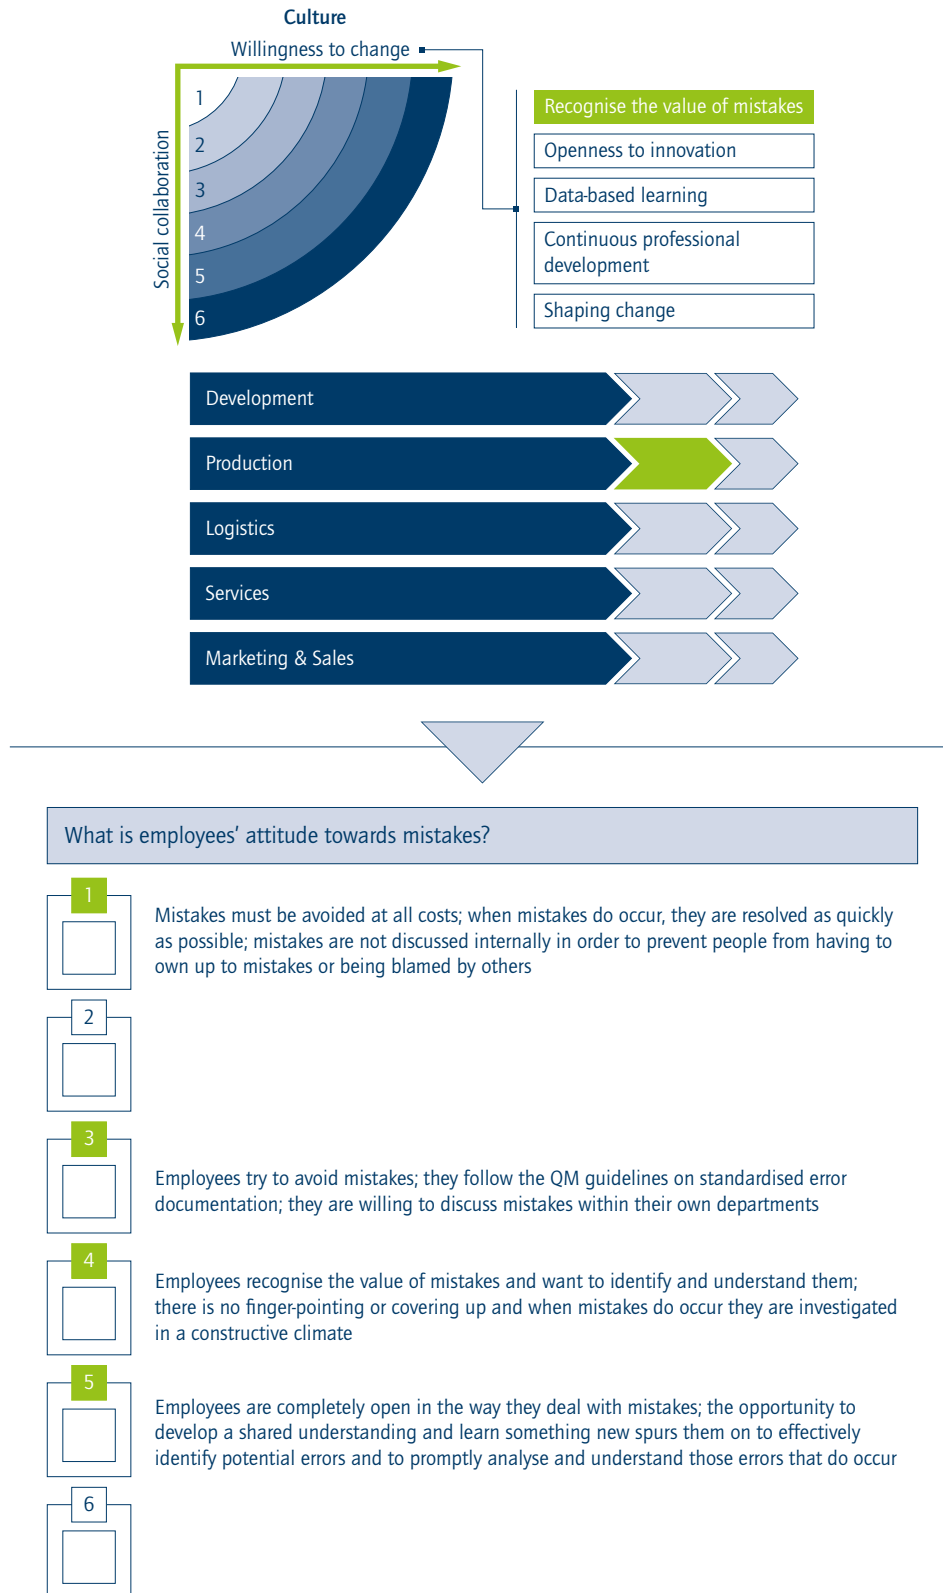 Culture
Willingness to change
Social collaboration
1
2
3
4
5
6
Recognise the value of mistakes
Openness to innovation
Data-based learning
Continuous professional
development
Shaping change
Development
Production
Logistics
Services
Marketing & Sales
What is employees’ attitude towards mistakes?
1
Mistakes must be avoided at all costs; when mistakes do occur, they are resolved as quickly
as possible; mistakes are not discussed internally in order to prevent people from having to
own up to mistakes or being blamed by others
2
3
Employees try to avoid mistakes; they follow the QM guidelines on standardised error
documentation; they are willing to discuss mistakes within their own departments
4
Employees recognise the value of mistakes and want to identify and understand them;
there is no finger-pointing or covering up and when mistakes do occur they are investigated
in a constructive climate
5
Employees are completely open in the way they deal with mistakes; the opportunity to
develop a shared understanding and learn something new spurs them on to effectively
identify potential errors and to promptly analyse and understand those errors that do occur
6